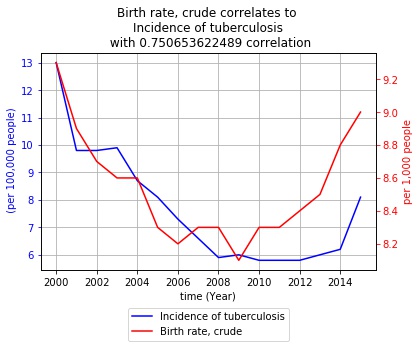 Birth rate, crude correlates to
Incidence of tuberculosis
with 0.750653622489 correlation
13
12
11
10
9
8
7
6
(per 100,000 people)
9.2
9.0
8.8
8.6
8.4
8.2
per 1,000 people
2000 2002 2004 2006 2008 2010 2012 2014
time (Year)
Incidence of tuberculosis
Birth rate, crude